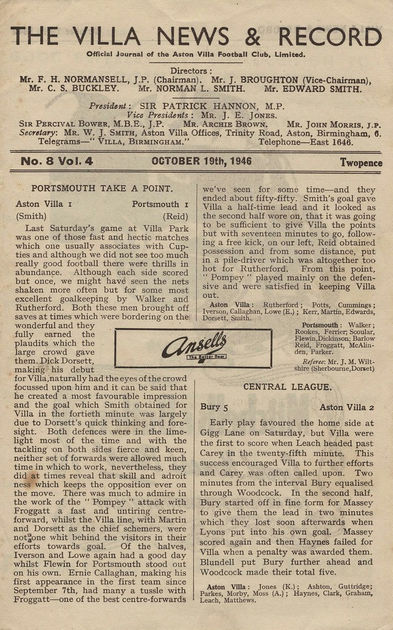 THE VILLA NEWS & RECORD
Official Journal of the Aston Villa Football Club, Limited.
Directors :
Mr. F. H. NORMANSELL, J.P. (Chairman). Mr. J. BROUGHTON (Vice-Chairman),
Mr. C. S. BUCKLEY. Mr. NORMAN L. SMITH. Mr. EDWARD SMITH.
President : SIR PATRICK HANNON, M.P.
Vice Presidents : MR. J. E. JONES.
SIR PERCIVAL BOWER, M.B.E., J.P. MR. ARCHIE BROWN. MR. JOHN MORRIS, J.P.
Secretary: MR. W. J. SMITH, Aston Villa Offices, Trinity Road, Aston, Birmingham, 6.
Telegrams—" VILLA, BIRMINGHAM." Telephone—East 1646.
No. 8 Vol. 4 OCTOBER 19th, 1946 Twopence
PORTSMOUTH TAKE A POINT.
Aston Villa 1 Portsmouth 1
(Smith) (Reid)
Last Saturday's game at Villa Park
was one of those fast and hectic matches
which one usually associates with Cup-
ties and although we did not see too much
really good football there were thrills in
abundance. Although each side scored
but once, we might have seen the nets
shaken more often but for some most
excellent goalkeeping by Walker and
Rutherford. Both these men brought off
saves at times which were bordering on the
wonderful and they
fully earned the
plaudits which the
large crowd gave
them. Dick Dorsett,
making his debut
for Villa, naturally had the eyes of the crowd
focussed upon him and it can be said that
he created a most favourable impression
and the goal which Smith obtained for
Villa in the fortieth minute was largely
due to Dorsett's quick thinking and fore-
sight. Both defences were in the lime-
light most of the time and with the
tackling on both sides fierce and keen,
neither set of forwards were allowed much
time in which to work, nevertheless, they
did at times reveal that skill and adroit
ness which keeps the opposition ever on
the move. There was much to admire
in the work of the " Pompey " attack with
Froggatt a fast and untiring centre-
forward, whilst the Villa line, with Martin
and Dorsett as the chief schemers, were
not one whit behind the visitors in their
efforts towards goal. Of the halves,
Iverson and Lowe again had a good day
whilst Flewin for Portsmouth stood out
on his own. Ernie Callaghan, making his
first appearance in the first team since
September 7th, had many a tussle with
Froggatt—one of the best centre-forwards
we've seen for some time—and they
ended about fifty-fifty. Smith's goal gave
Villa a half-time lead and it looked as
the second half wore on, that it was going
to be sufficient to give Villa the points
but with seventeen minutes to go, follow-
ing a free kick, on our left, Reid obtained
possession and from some distance, put
in a pile-driver which was altogether too
hot for Rutherford. From this point,
" Pompey " played mainly on the defen-
sive and were satisfied in keeping Villa
out.
Aston Villa : Rutherford ; Potts, Cummings ;
Iverson, Callaghan, Lowe (E.) ; Kerr, Martin, Edwards,
Dorsett, Smith.
Portsmouth : Walker ;
Rookes, Ferrier; Scoular,
Flewin, Dickinson; Barlow
Reid, Froggatt, McAlin-
den, Parker.
Referee: Mr. J. M. Wilt-
shire (Sherbourne, Dorset)
Ansells
The Better Beer
CENTRAL LEAGUE.
Bury 5 Aston Villa 2
Early play favoured the home side at
Gigg Lane on Saturday, but Villa were
the first to score when Leach headed past
Carey in the twenty-fifth minute. This
success encouraged Villa to further efforts
and Carey was often called upon. Two
minutes from the interval Bury equalised
through Woodcock. In the second half,
Bury started off in fine form for Massey
to give them the lead in two minutes
which they lost soon afterwards when
Lyons put into his own goal. Massey
scored again and then Haynes failed for
Villa when a penalty was awarded them.
Blundell put Bury further ahead and
Woodcock made their total five.
Aston Villa : Jones (K.) ; Ashton, Guttridge;
Parkes, Morby, Moss (A.) ; Haynes, Clark, Graham,
Leach, Matthews.